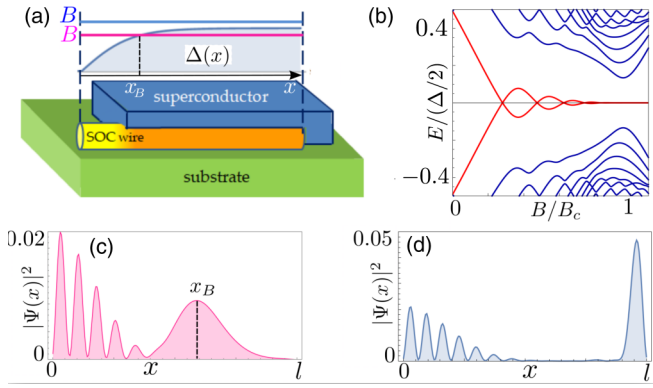 (a)
B
B
Δ(x)
x_B
x
superconductor
SOC wire
substrate
(b)
E/(Δ/2)
0.4
−0.4
0
B/B_c
1
(c)
|Ψ(x)|²
0.02
0
x_B
0
x
l
(d)
|Ψ(x)|²
0.05
0
0
x
l